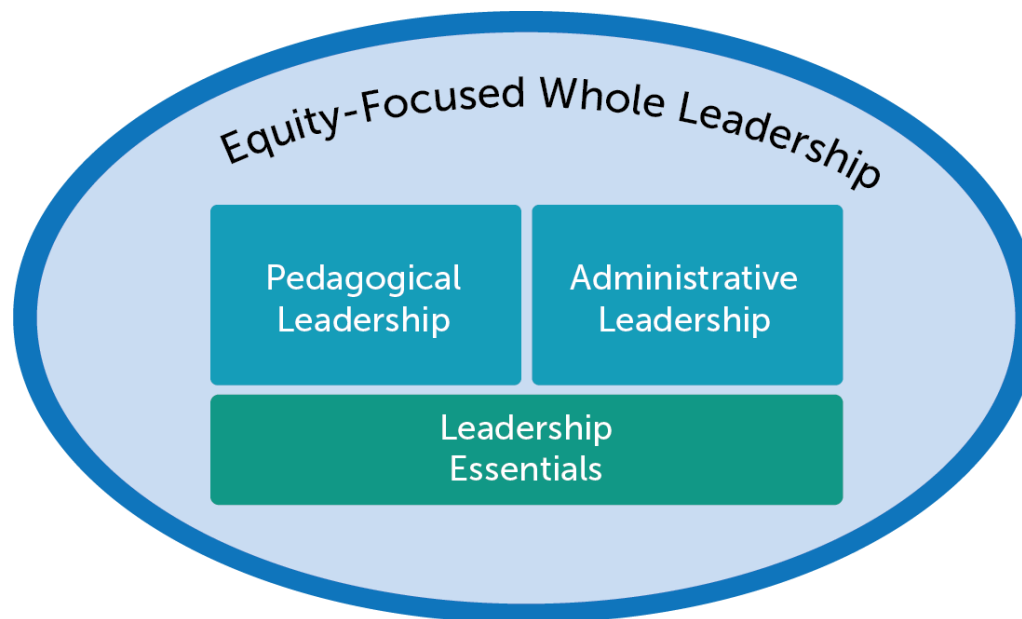 Equity-Focused Whole Leadership
Pedagogical
Leadership
Administrative
Leadership
Leadership
Essentials